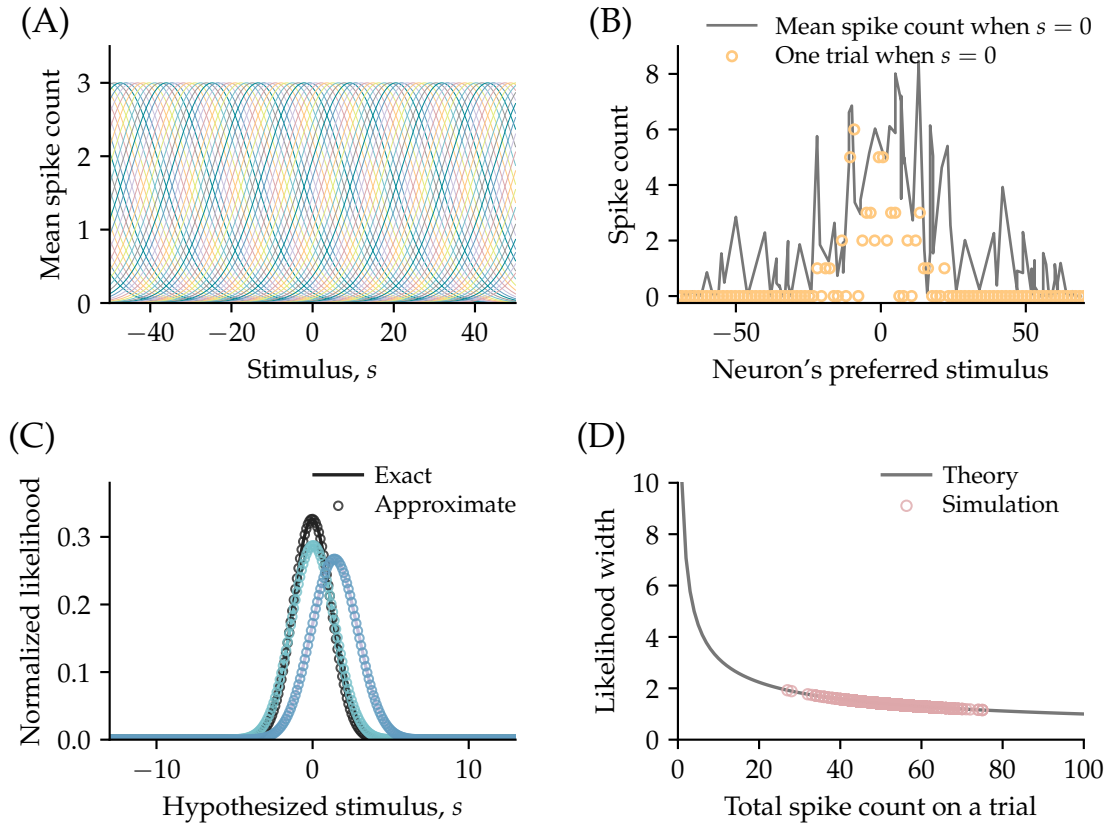 (A)
Mean spike count
3
2
1
0
−40
−20
0
20
40
Stimulus, s
(B)
Mean spike count when s = 0
One trial when s = 0
Spike count
8
6
4
2
0
−50
0
50
Neuron's preferred stimulus
(C)
Exact
Approximate
Normalized likelihood
0.3
0.2
0.1
0.0
−10
0
10
Hypothesized stimulus, s
(D)
Theory
Simulation
Likelihood width
10
8
6
4
2
0
0
20
40
60
80
100
Total spike count on a trial